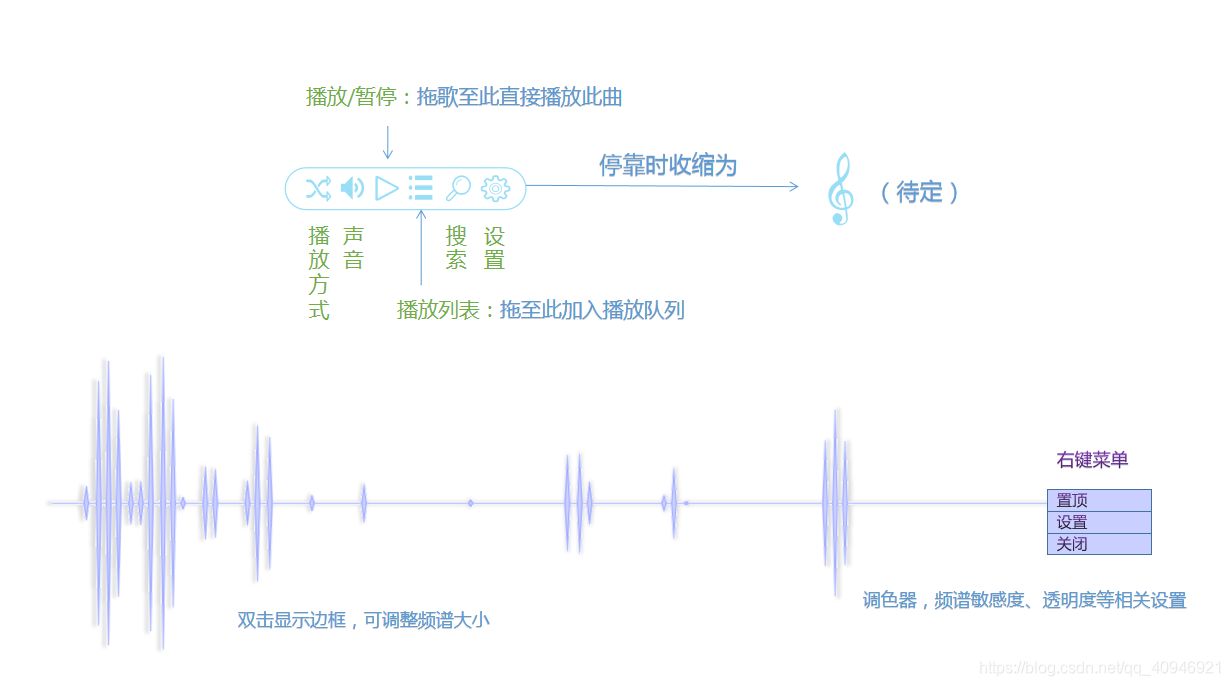 播放/暂停：拖歌至此直接播放此曲
停靠时收缩为
（待定）
播放方式
声音
搜索
设置
播放列表：拖至此加入播放队列
右键菜单
置顶
设置
关闭
调色器，频谱敏感度、透明度等相关设置
双击显示边框，可调整频谱大小
https://blog.csdn.net/qq_40946921